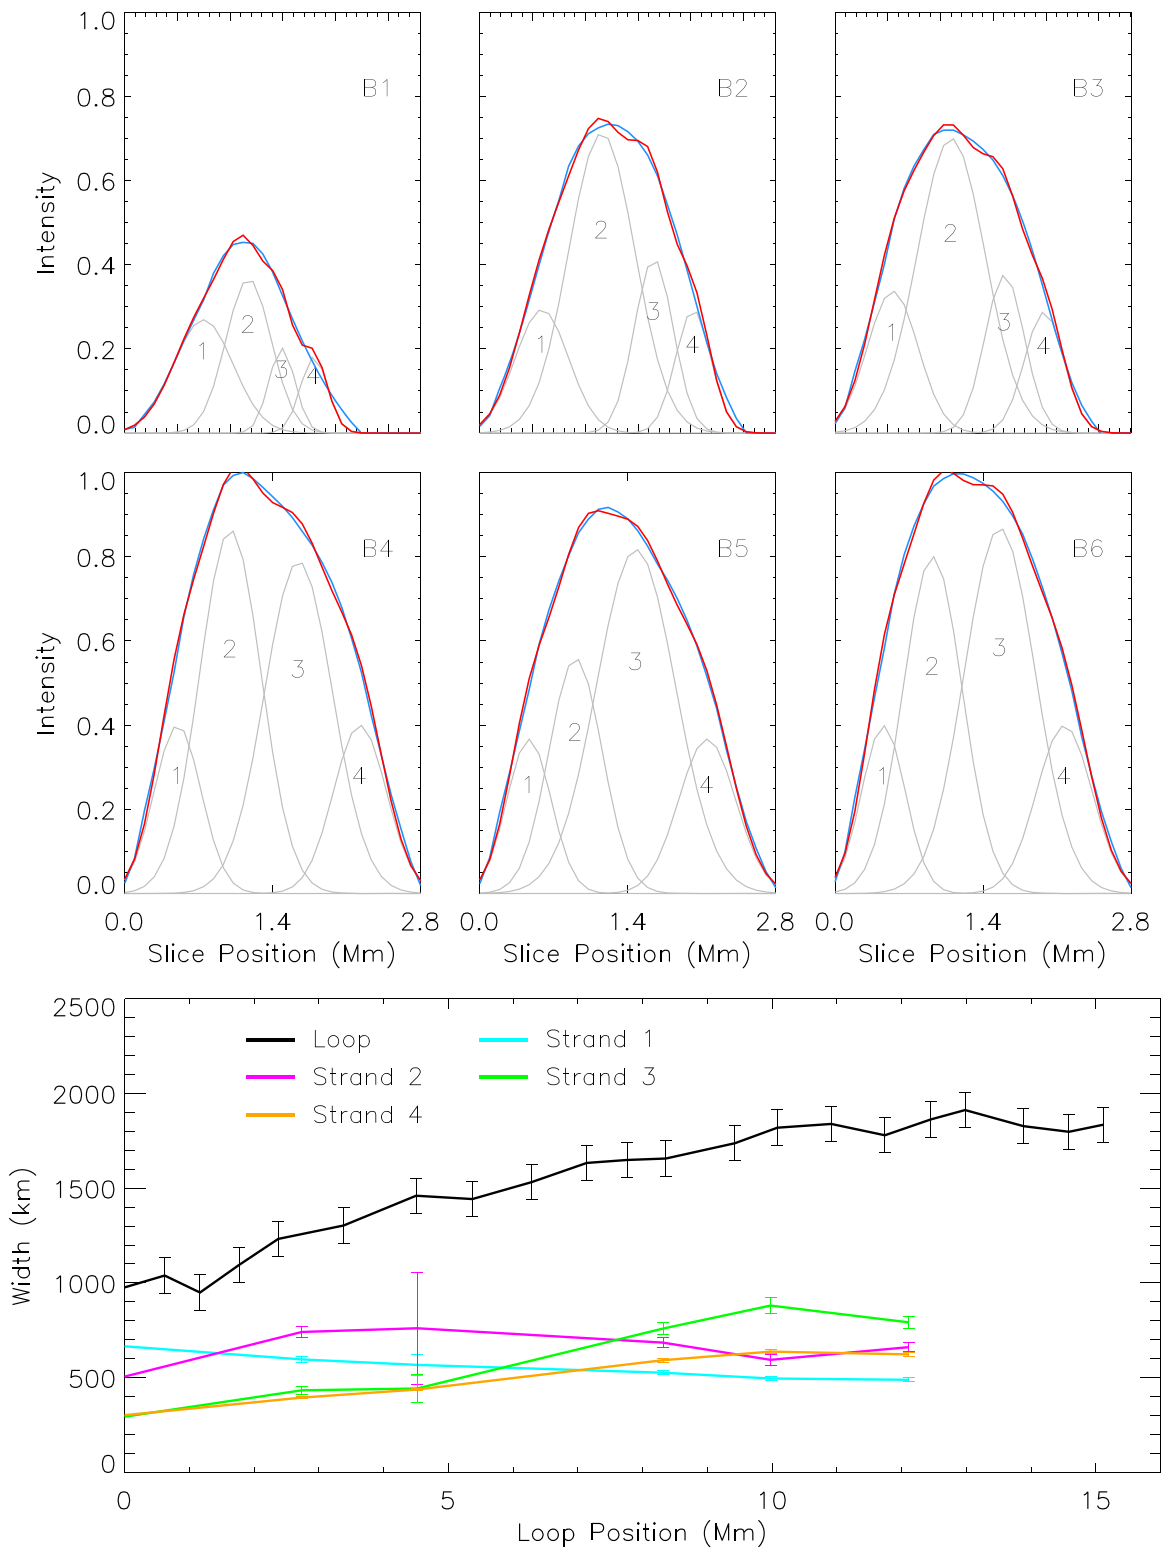 1.0
B1
B2
B3
0.8
0.6
0.4
0.2
0.0
Intensity
1
2
3
4
1
2
3
4
1
2
3
4
1.0
B4
B5
B6
0.8
0.6
0.4
0.2
0.0
Intensity
1
2
3
4
1
2
3
4
1
2
3
4
0.0 1.4 2.8
0.0 1.4 2.8
0.0 1.4 2.8
Slice Position (Mm)
Slice Position (Mm)
Slice Position (Mm)
2500
2000
1500
1000
500
0
Width (km)
Loop
Strand 1
Strand 2
Strand 3
Strand 4
0 5 10 15
Loop Position (Mm)